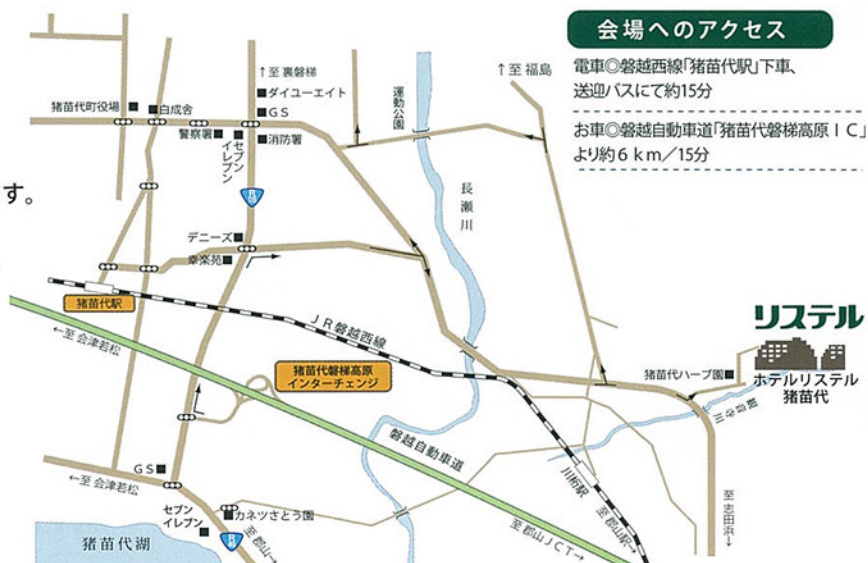 会場へのアクセス
電車◎磐越西線「猪苗代駅」下車、
送迎バスにて約15分
お車◎磐越自動車道「猪苗代磐梯高原IC」
より約6km/15分
す。
↑至 裏磐梯
ダイユーエイト
GS
消防署
猪苗代町役場
白成舎
警察署
セブン
イレブン
運動公園
↑至 福島
長瀬川
デニーズ
幸楽苑
猪苗代駅
JR磐越西線
←至 会津若松
猪苗代磐梯高原
インターチェンジ
磐越自動車道
リステル
ホテルリステル
猪苗代
猪苗代ハーブ園
観音寺川
川桁駅
至 郡山駅→
至 志田浜→
至 郡山JCT→
GS
←至 会津若松
セブン
イレブン
カネツさとう園
至 郡山→
猪苗代湖